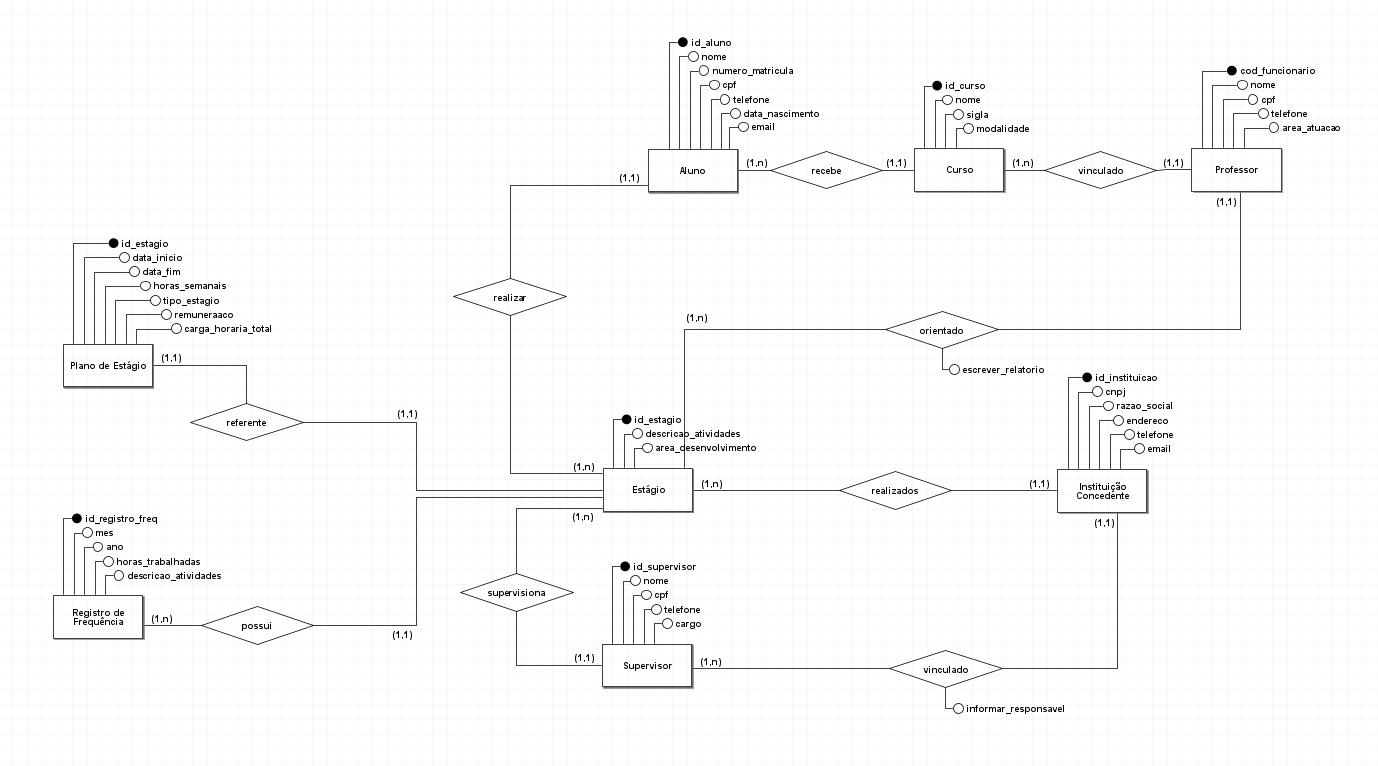 id_aluno
nome
numero_matricula
cpf
telefone
data_nascimento
email
Aluno
(1,n)
recebe
(1,1)
id_curso
nome
sigla
modalidade
Curso
(1,n)
vinculado
(1,1)
cod_funcionario
nome
cpf
telefone
area_atuacao
Professor
(1,1)
(1,1)
realizar
(1,n)
(1,n)
orientado
escrever_relatorio
id_estagio
data_inicio
data_fim
horas_semanais
tipo_estagio
remuneraaco
carga_horaria_total
Plano de Estágio
(1,1)
referente
(1,1)
id_estagio
descricao_atividades
area_desenvolvimento
Estágio
(1,n)
realizados
(1,1)
id_instituicao
cnpj
razao_social
endereco
telefone
email
Instituição
Concedente
(1,1)
id_registro_freq
mes
ano
horas_trabalhadas
descricao_atividades
Registro de
Frequência
(1,n)
possui
(1,1)
(1,n)
supervisiona
(1,1)
id_supervisor
nome
cpf
telefone
cargo
Supervisor
(1,n)
vinculado
informar_responsavel